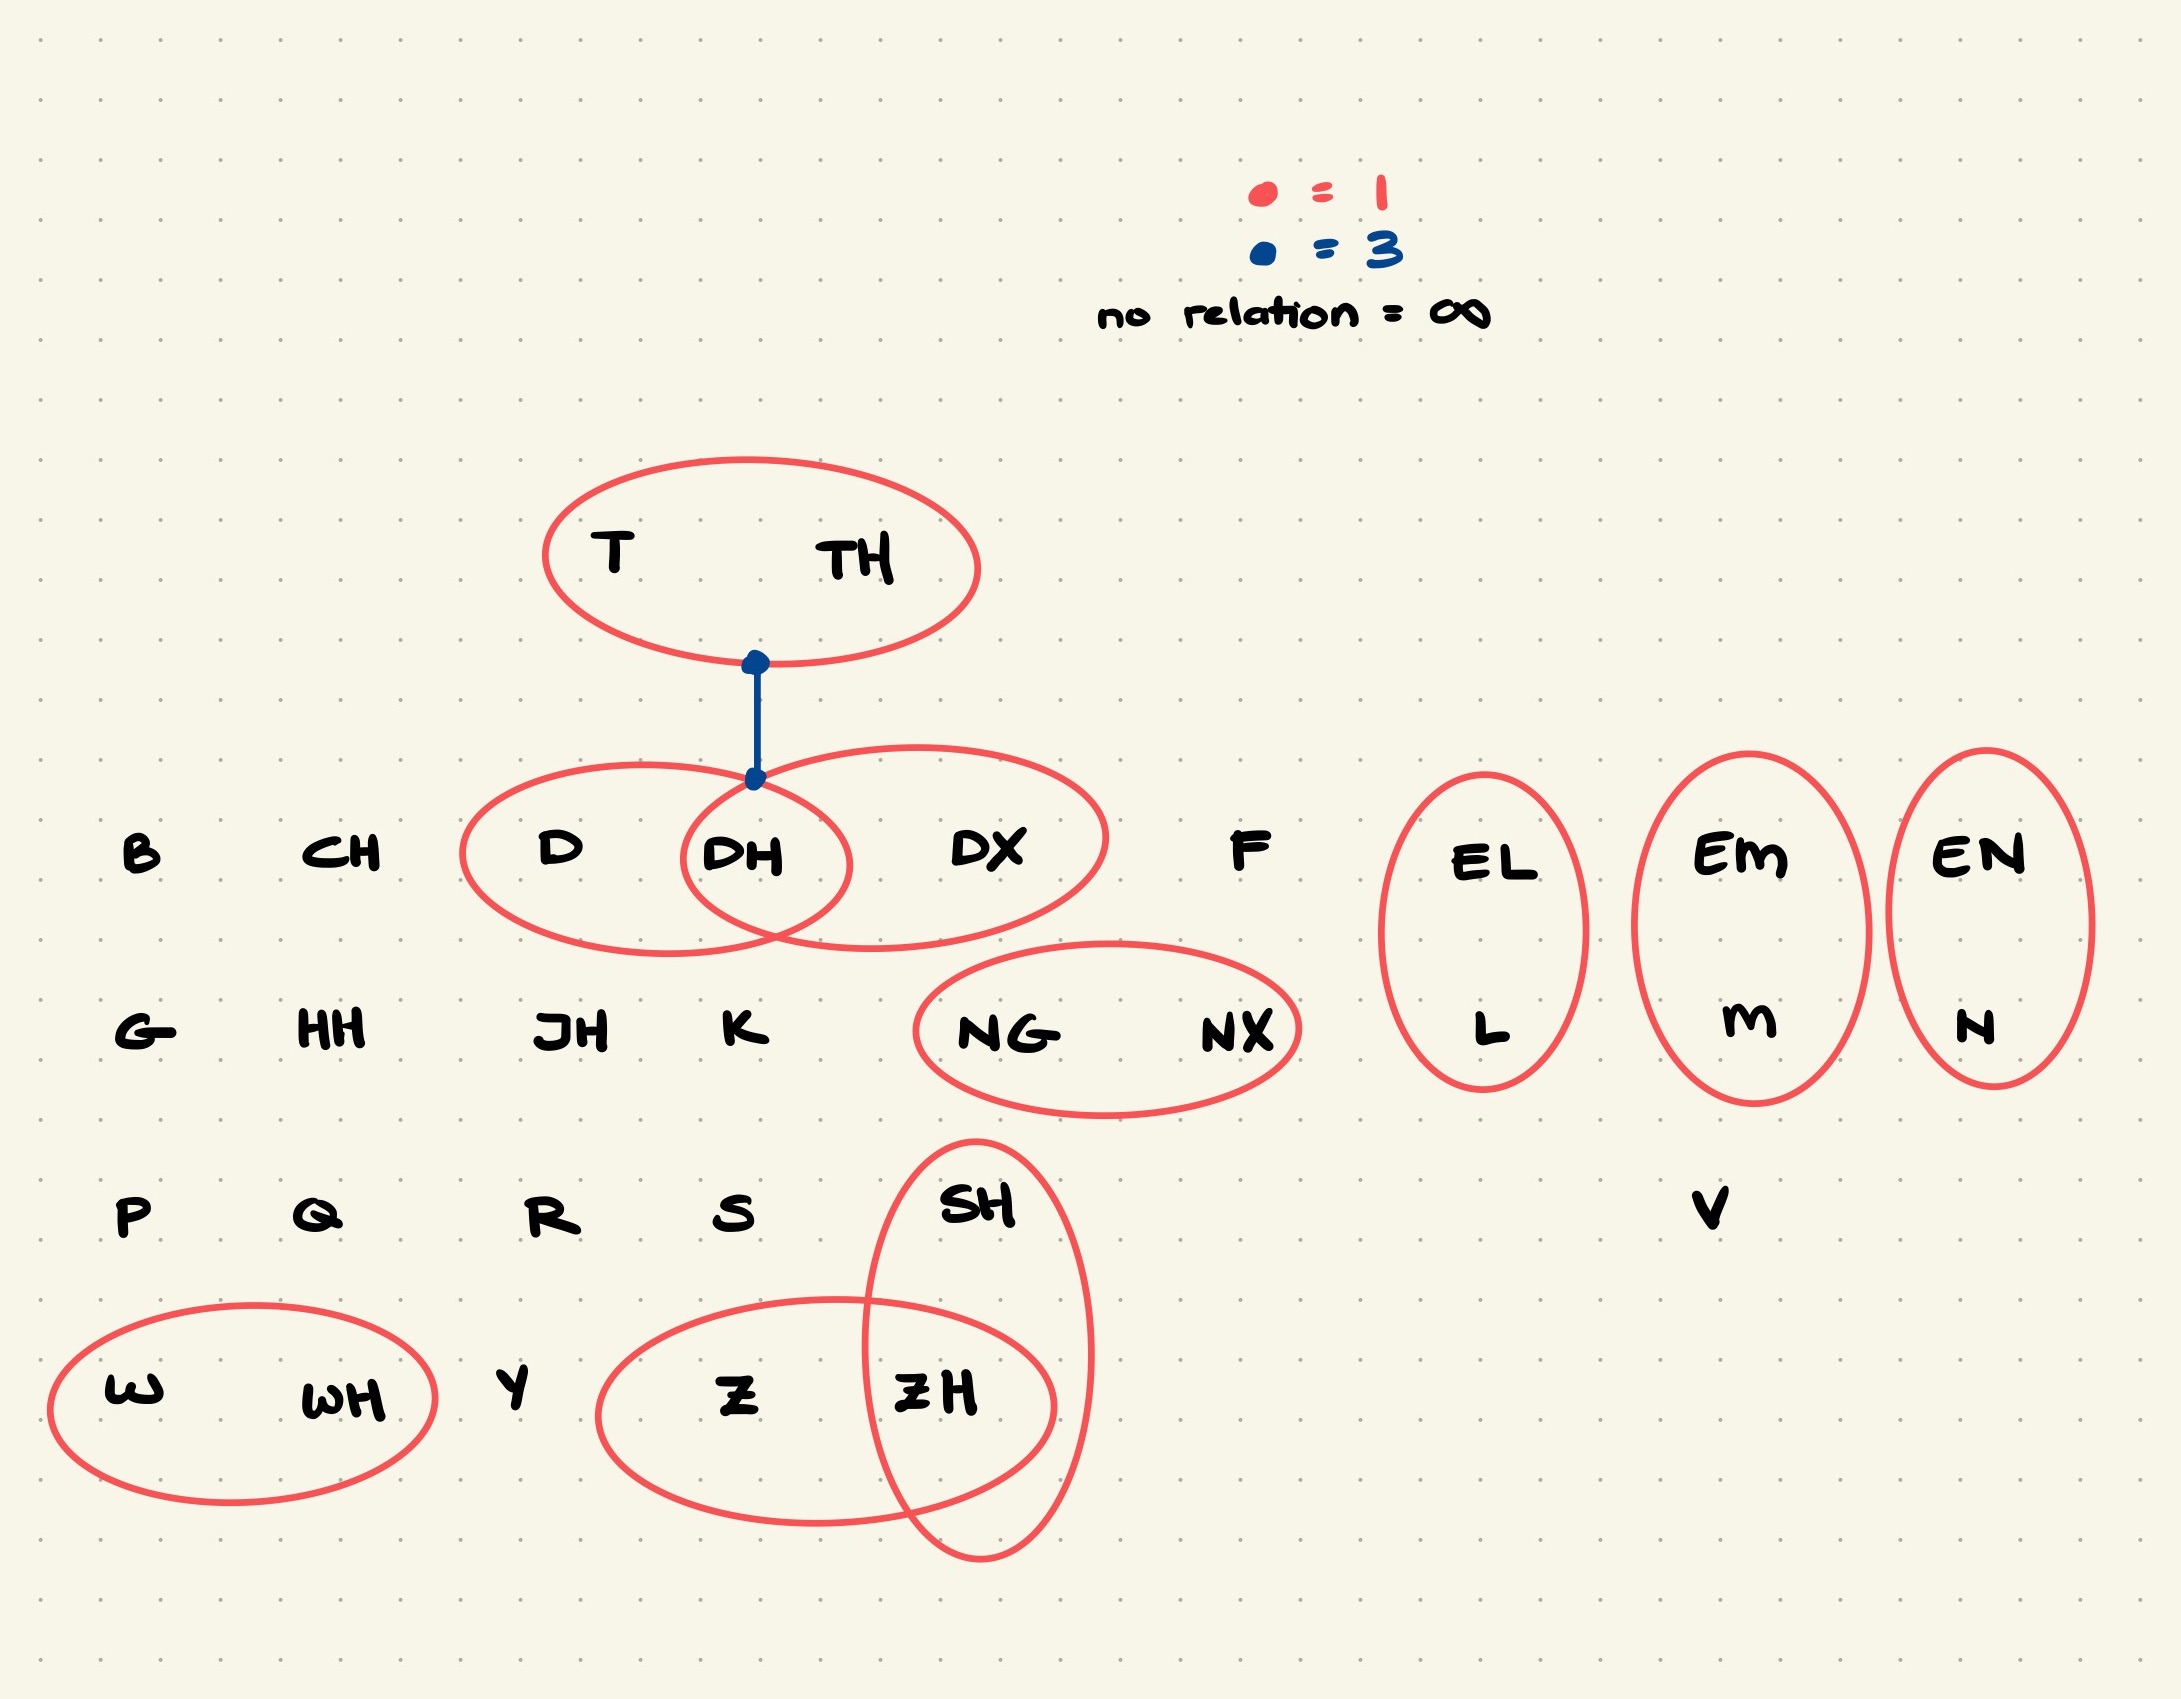 = 1
= 3
no relation = ∞
T TH
B CH D DH DX F EL Em EN
G HH JH K NG NX L m N
P Q R S SH V
W WH Y Z ZH